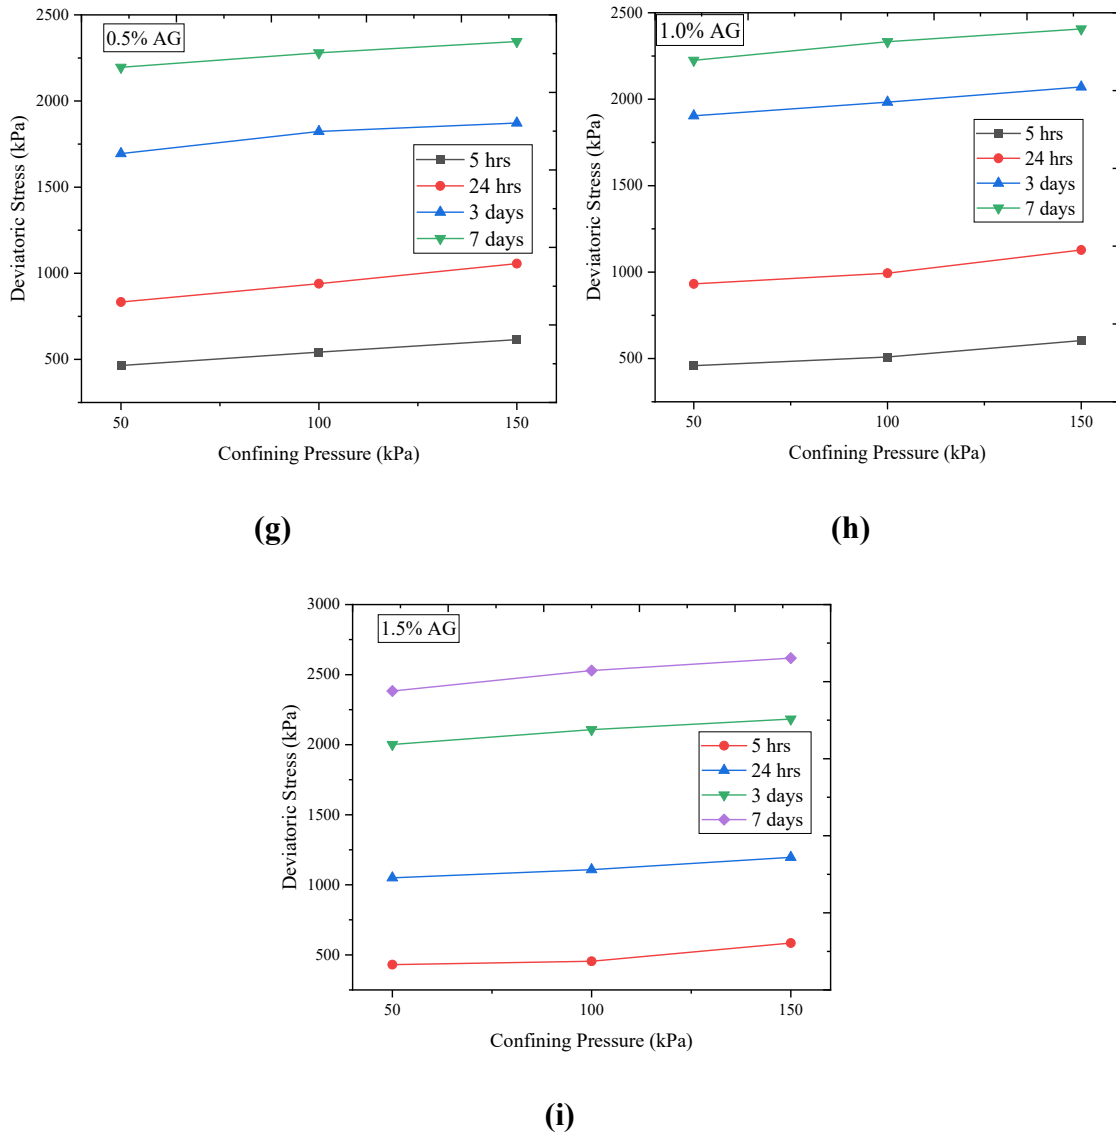 0.5% AG
2500
2000
1500
1000
500
Deviatoric Stress (kPa)
5 hrs
24 hrs
3 days
7 days
50
100
150
Confining Pressure (kPa)
(g)
1.0% AG
2500
2000
1500
1000
500
Deviatoric Stress (kPa)
5 hrs
24 hrs
3 days
7 days
50
100
150
Confining Pressure (kPa)
(h)
1.5% AG
3000
2500
2000
1500
1000
500
Deviatoric Stress (kPa)
5 hrs
24 hrs
3 days
7 days
50
100
150
Confining Pressure (kPa)
(i)